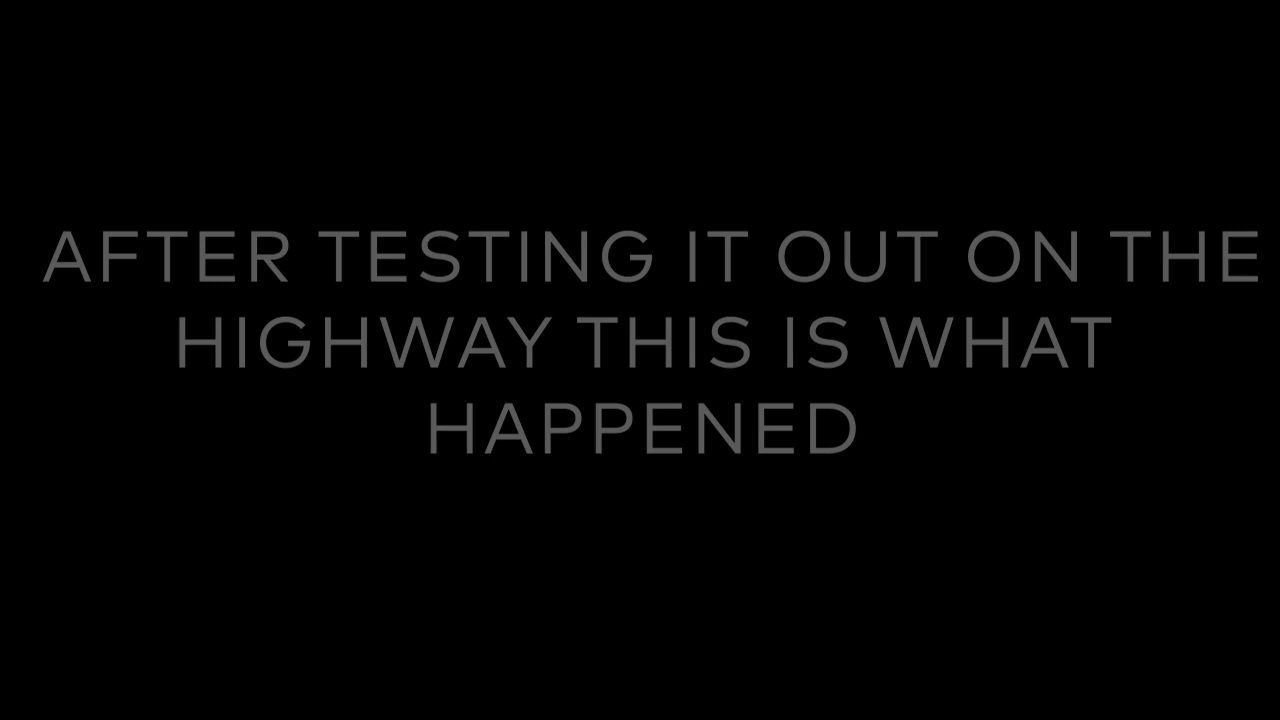 AFTER TESTING IT OUT ON THE
HIGHWAY THIS IS WHAT
HAPPENED